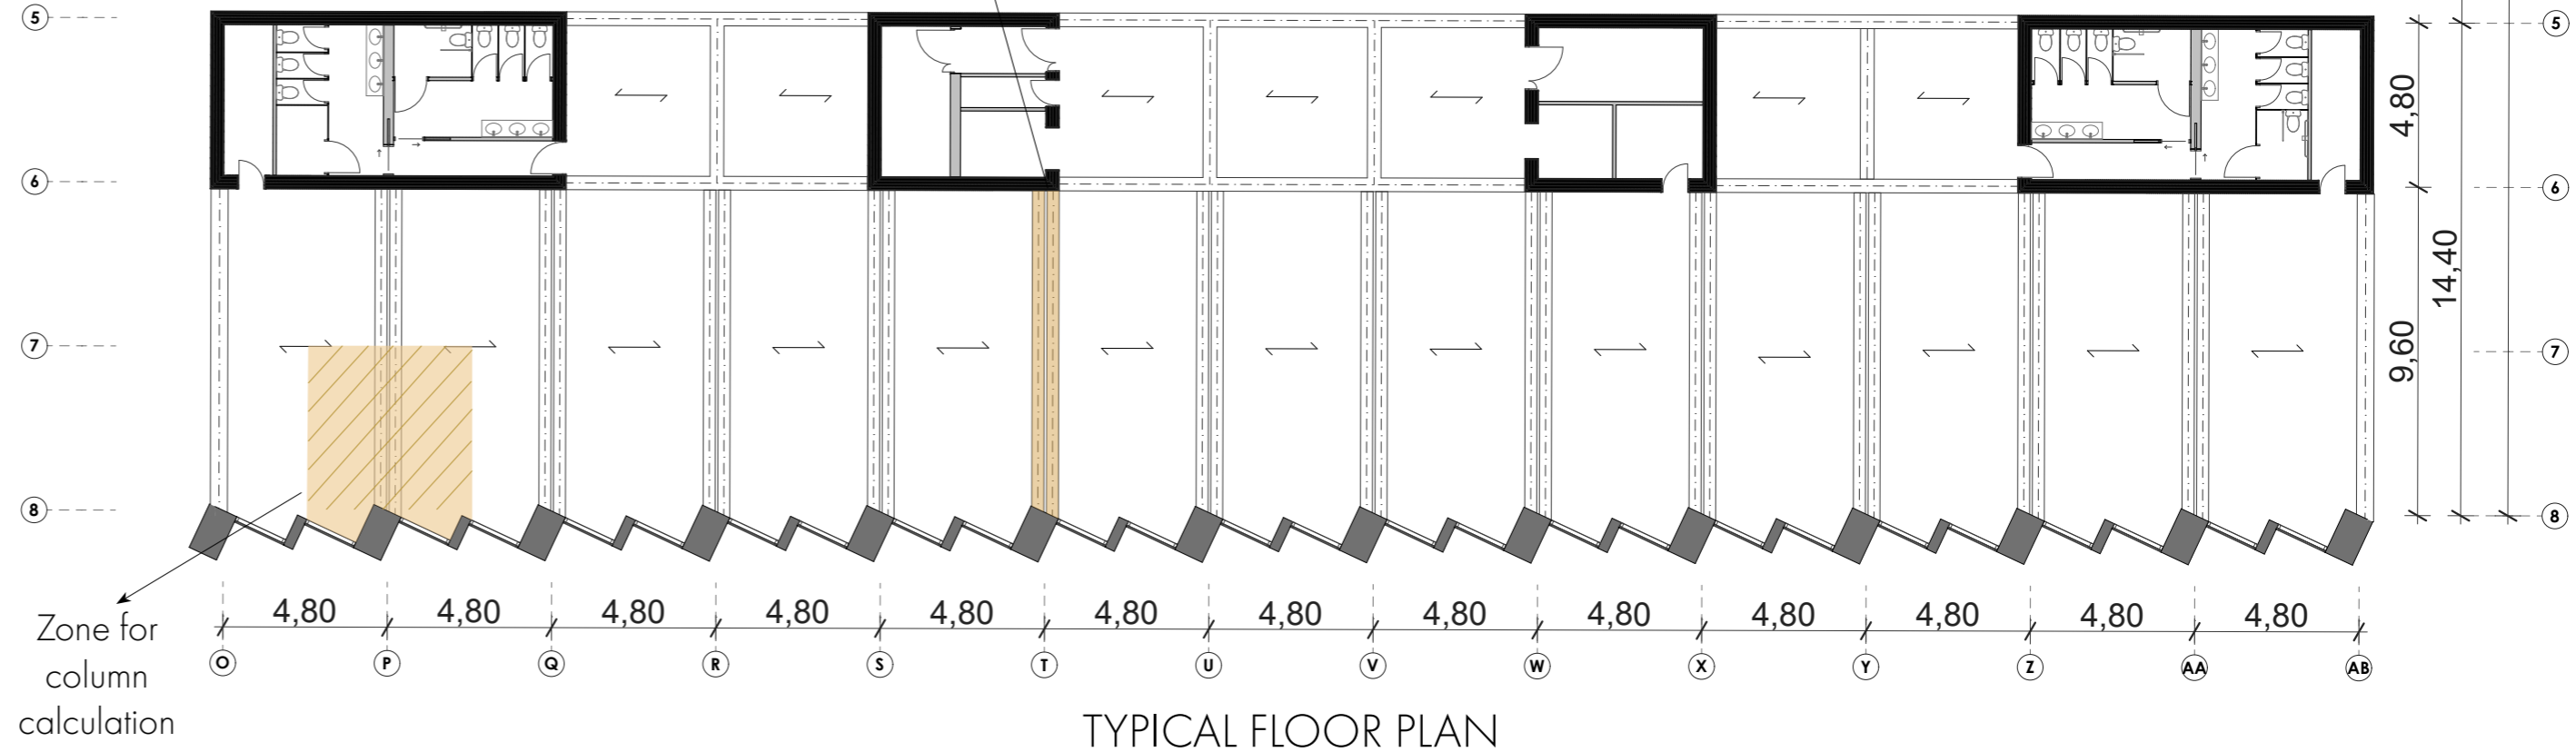 5
5
4,80
6
6
14,40
7
7
9,60
8
8
4,80 4,80 4,80 4,80 4,80 4,80 4,80 4,80 4,80 4,80 4,80 4,80 4,80
Zone for
column
calculation
O P Q R S T U V W X Y Z AA AB
TYPICAL FLOOR PLAN